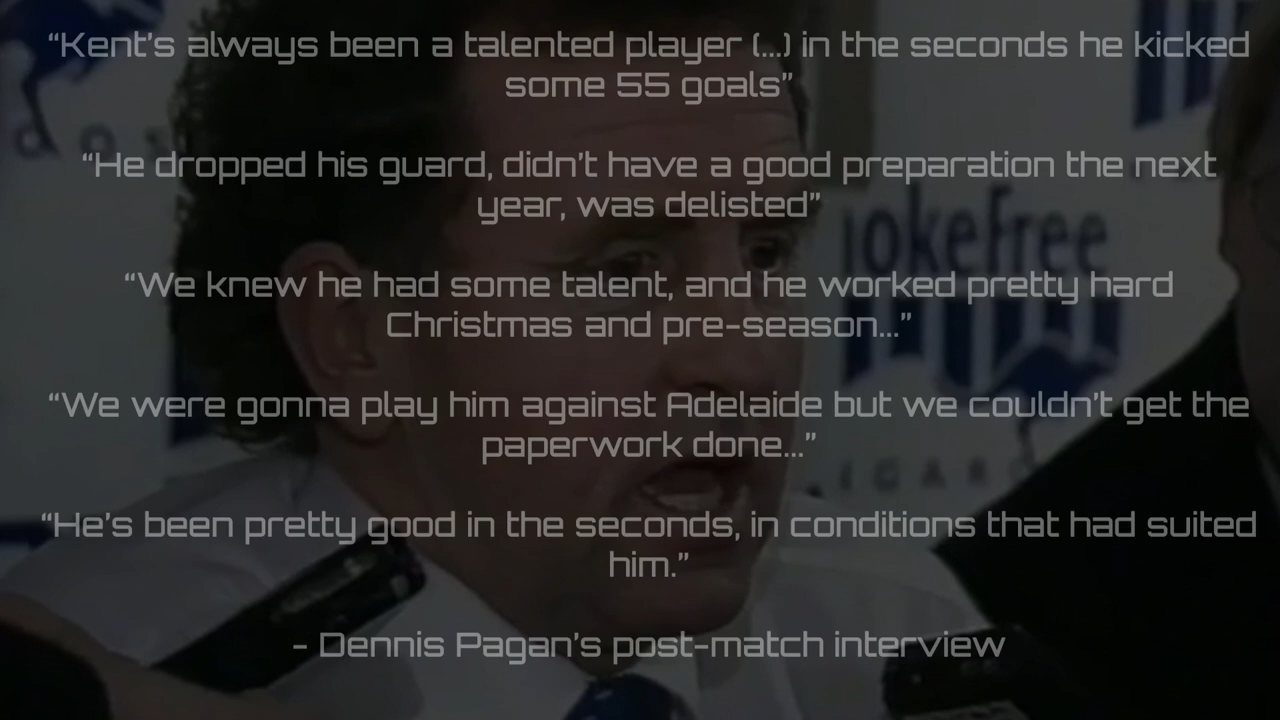 “Kent’s always been a talented player (...) in the seconds he kicked
some 55 goals”
“He dropped his guard, didn’t have a good preparation the next
year, was delisted”
“We knew he had some talent, and he worked pretty hard
Christmas and pre-season...”
“We were gonna play him against Adelaide but we couldn’t get the
paperwork done...”
“He’s been pretty good in the seconds, in conditions that had suited
him.”
- Dennis Pagan’s post-match interview
okeFree